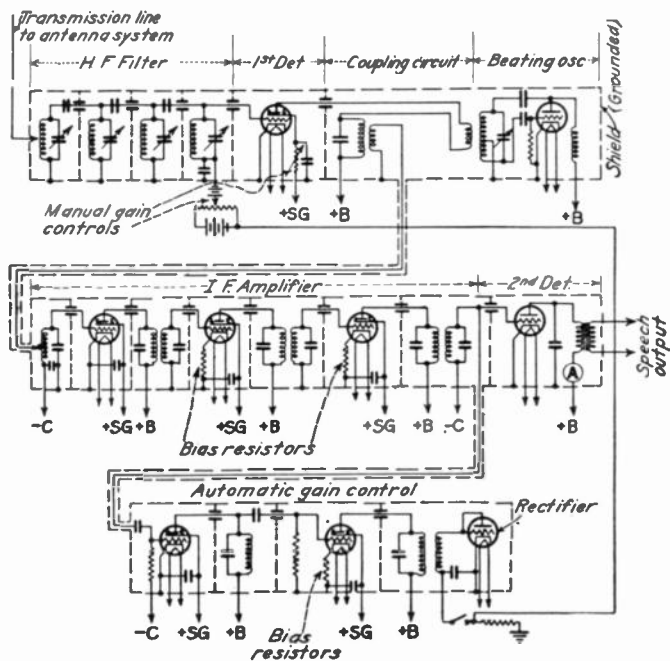 Transmission line
to antenna system
H F Filter
1st Det
Coupling circuit
Beating osc
Shield (Grounded)
Manual gain
controls
+SG
+B
+B
I F Amplifier
2nd Det.
Speech
output
A
-C
+SG
+B
+SG
+B
+SG
+B
-C
+B
Bias resistors
Automatic gain control
Rectifier
-C
+SG
+B
Bias
resistors
+SG
+B